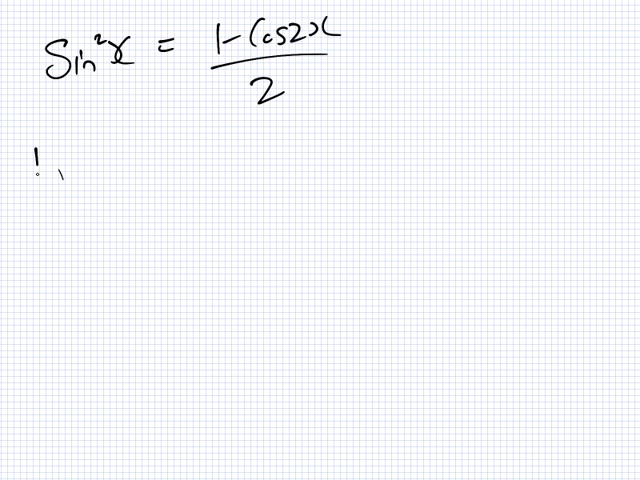 Sin²x = (1-Cos2x)/2
! \